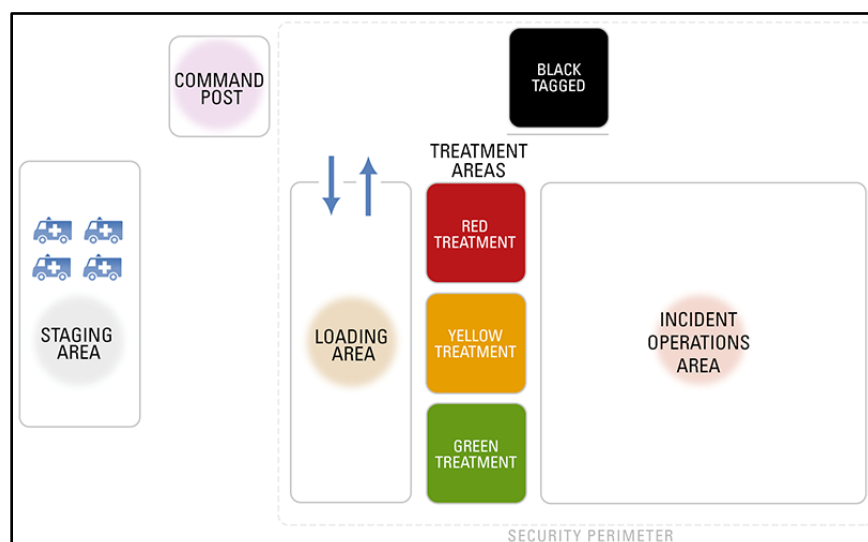 COMMAND
POST
BLACK
TAGGED
TREATMENT
AREAS
RED
TREATMENT
STAGING
AREA
LOADING
AREA
YELLOW
TREATMENT
INCIDENT
OPERATIONS
AREA
GREEN
TREATMENT
SECURITY PERIMETER